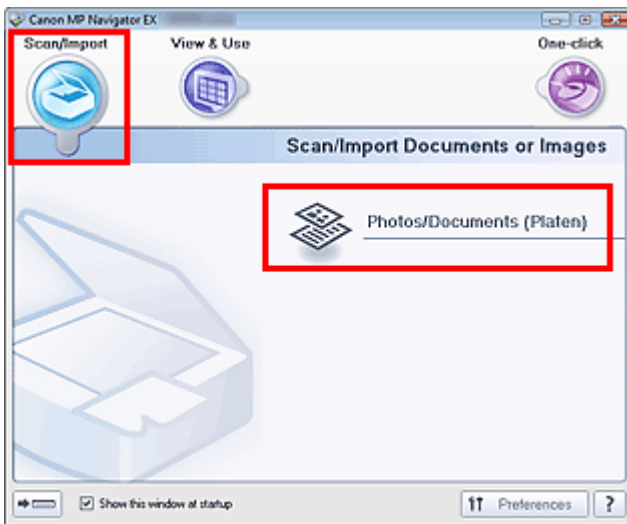 Canon MP Navigator EX
Scan/Import View & Use One-click
Scan/Import Documents or Images
Photos/Documents (Platen)
Show this window at startup Preferences ?